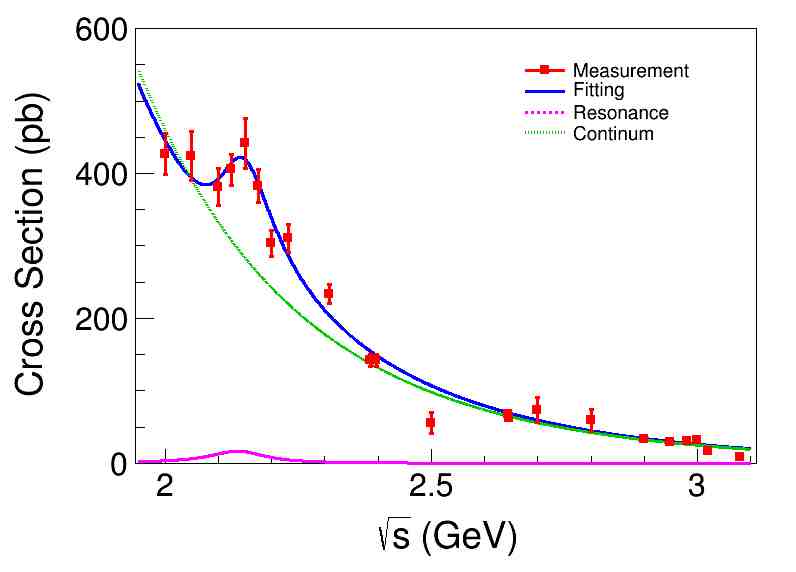 600
400
200
0
Cross Section (pb)
Measurement
Fitting
Resonance
Continum
2
2.5
3
√s (GeV)